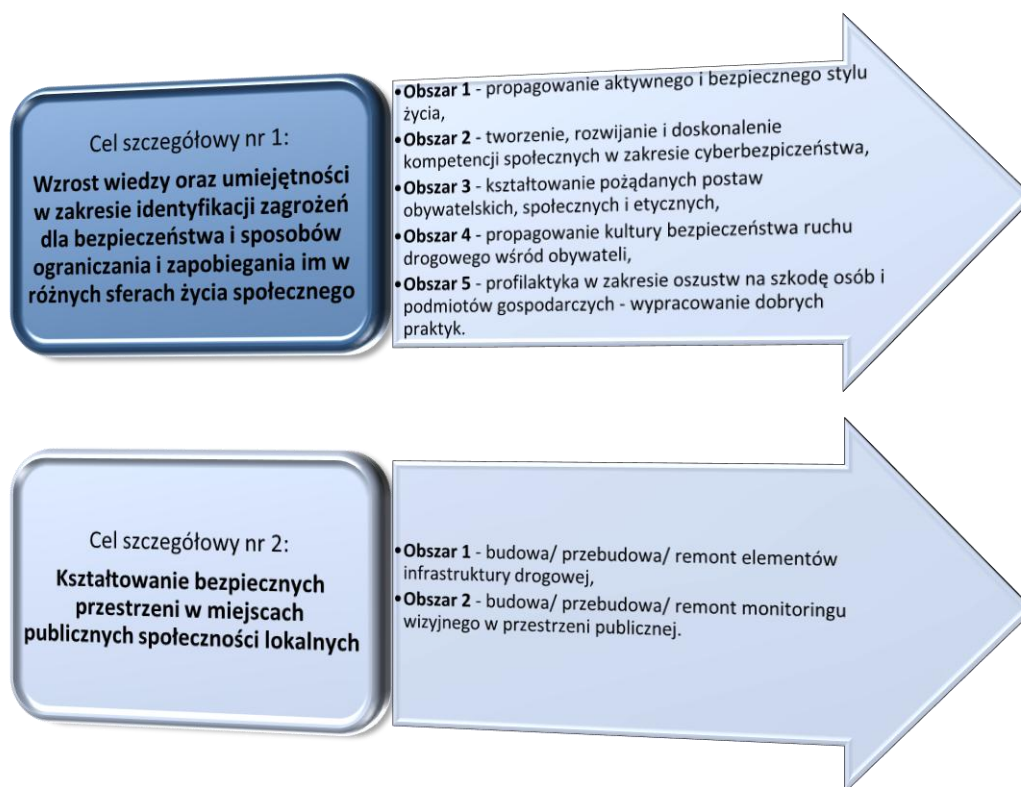 Cel szczegółowy nr 1:
Wzrost wiedzy oraz umiejętności
w zakresie identyfikacji zagrożeń
dla bezpieczeństwa i sposobów
ograniczania i zapobiegania im w
różnych sferach życia społecznego
•Obszar 1 - propagowanie aktywnego i bezpiecznego stylu
życia,
•Obszar 2 - tworzenie, rozwijanie i doskonalenie
kompetencji społecznych w zakresie cyberbezpiczeństwa,
•Obszar 3 - kształtowanie pożądanych postaw
obywatelskich, społecznych i etycznych,
•Obszar 4 - propagowanie kultury bezpieczeństwa ruchu
drogowego wśród obywateli,
•Obszar 5 - profilaktyka w zakresie oszustw na szkodę osób i
podmiotów gospodarczych - wypracowanie dobrych
praktyk.
Cel szczegółowy nr 2:
Kształtowanie bezpiecznych
przestrzeni w miejscach
publicznych społeczności lokalnych
•Obszar 1 - budowa/ przebudowa/ remont elementów
infrastruktury drogowej,
•Obszar 2 - budowa/ przebudowa/ remont monitoringu
wizyjnego w przestrzeni publicznej.